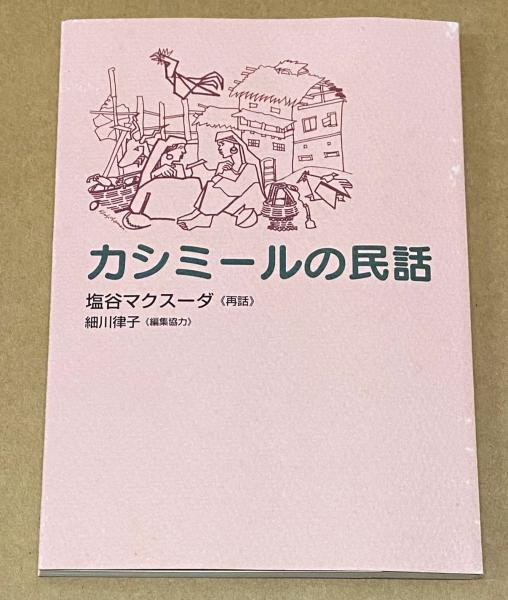 カシミールの民話
塩谷マクスーダ《再話》
細川律子《編集協力》